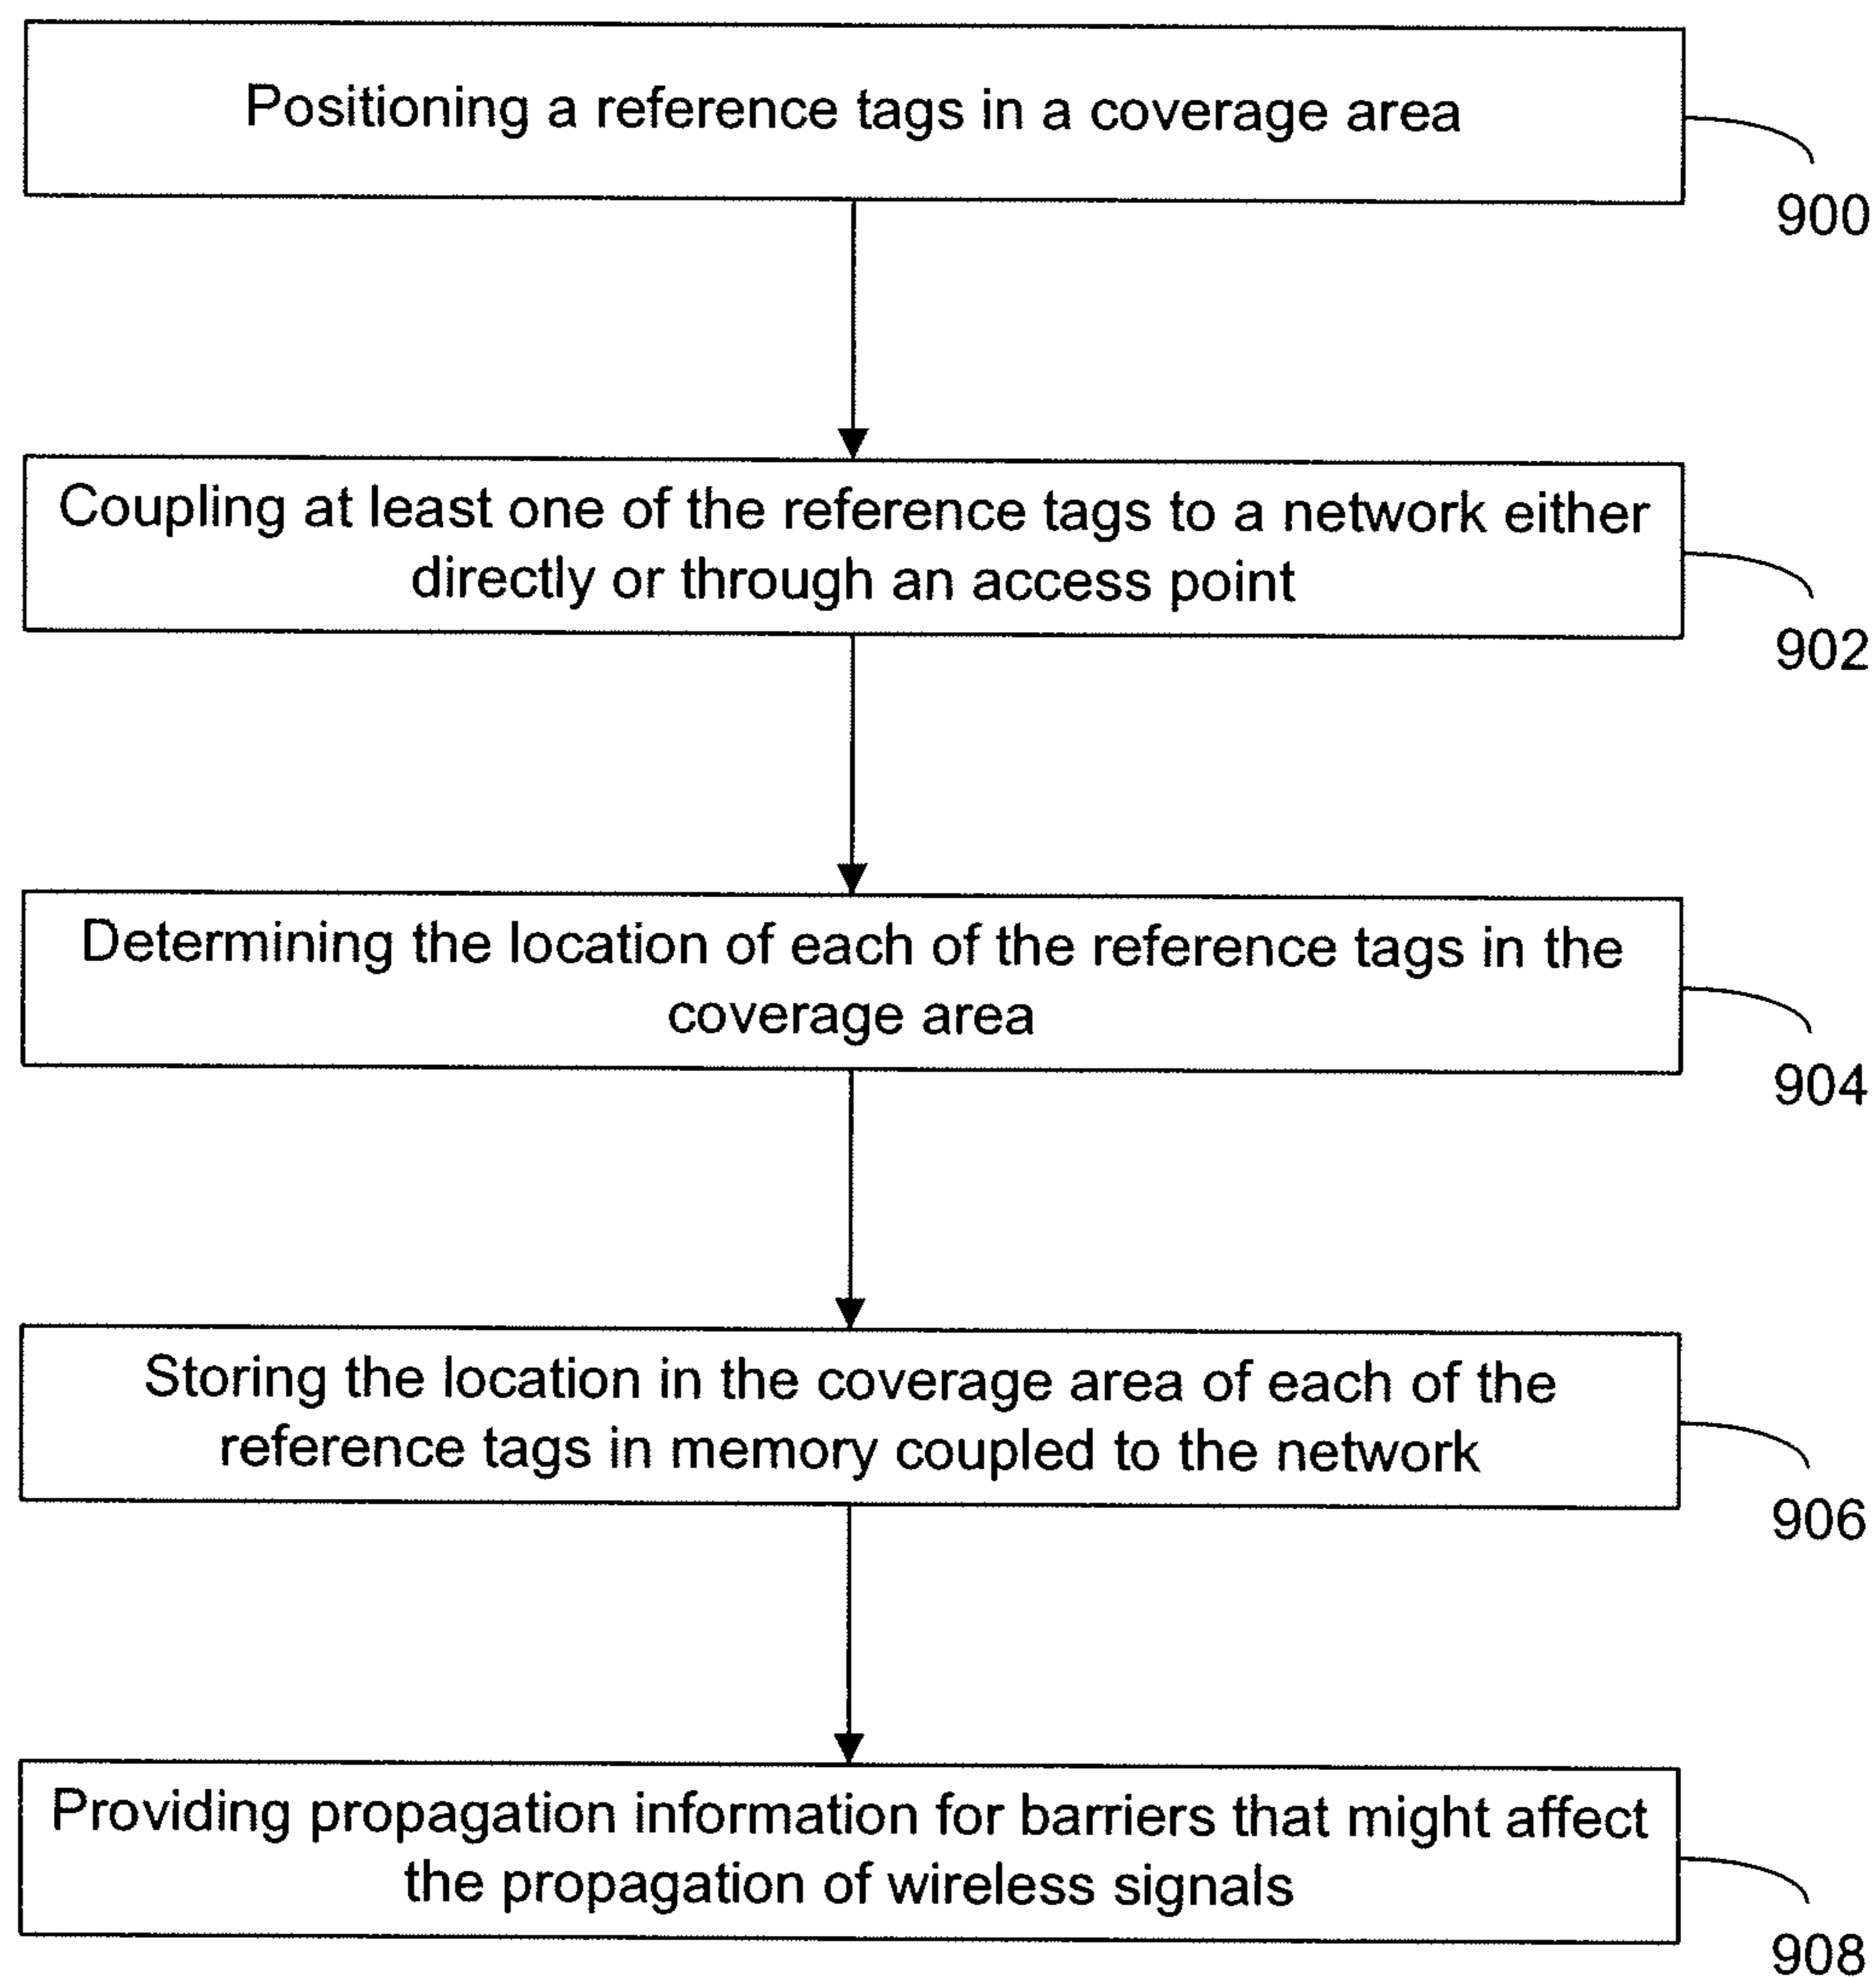 Positioning a reference tags in a coverage area
900
Coupling at least one of the reference tags to a network either
directly or through an access point
902
Determining the location of each of the reference tags in the
coverage area
904
Storing the location in the coverage area of each of the
reference tags in memory coupled to the network
906
Providing propagation information for barriers that might affect
the propagation of wireless signals
908